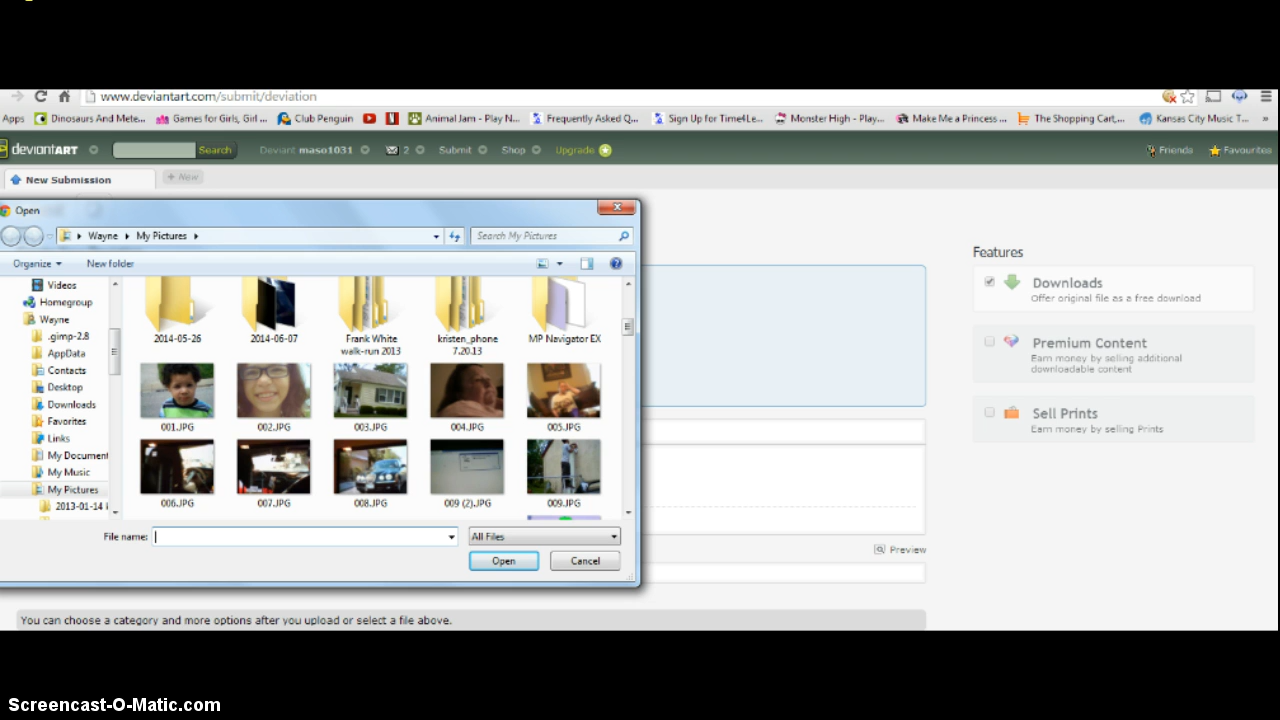 www.deviantart.com/submit/deviation
Apps Dinosaurs And Mete... Games for Girls, Girl ... Club Penguin Animal Jam - Play N... Frequently Asked Q... Sign Up for Time4Le... Monster High - Play... Make Me a Princess ... The Shopping Cart,... Kansas City Music T... »
deviantART Search Deviant maso1031 2 Submit Shop Upgrade Friends Favourites
New Submission + New
Open
Wayne My Pictures Search My Pictures
Organize New folder
Videos
Homegroup
Wayne
.gimp-2.8
AppData
Contacts
Desktop
Downloads
Favorites
Links
My Document
My Music
My Pictures
2013-01-14
2014-05-26 2014-06-07 Frank White walk-run 2013 kristen_phone 7.20.13 MP Navigator EX
001.JPG 002.JPG 003.JPG 004.JPG 005.JPG
006.JPG 007.JPG 008.JPG 009 (2).JPG 009.JPG
File name: All Files
Open Cancel
Features
Downloads
Offer original file as a free download
Premium Content
Earn money by selling additional
downloadable content
Sell Prints
Earn money by selling Prints
Preview
You can choose a category and more options after you upload or select a file above.
Screencast-O-Matic.com